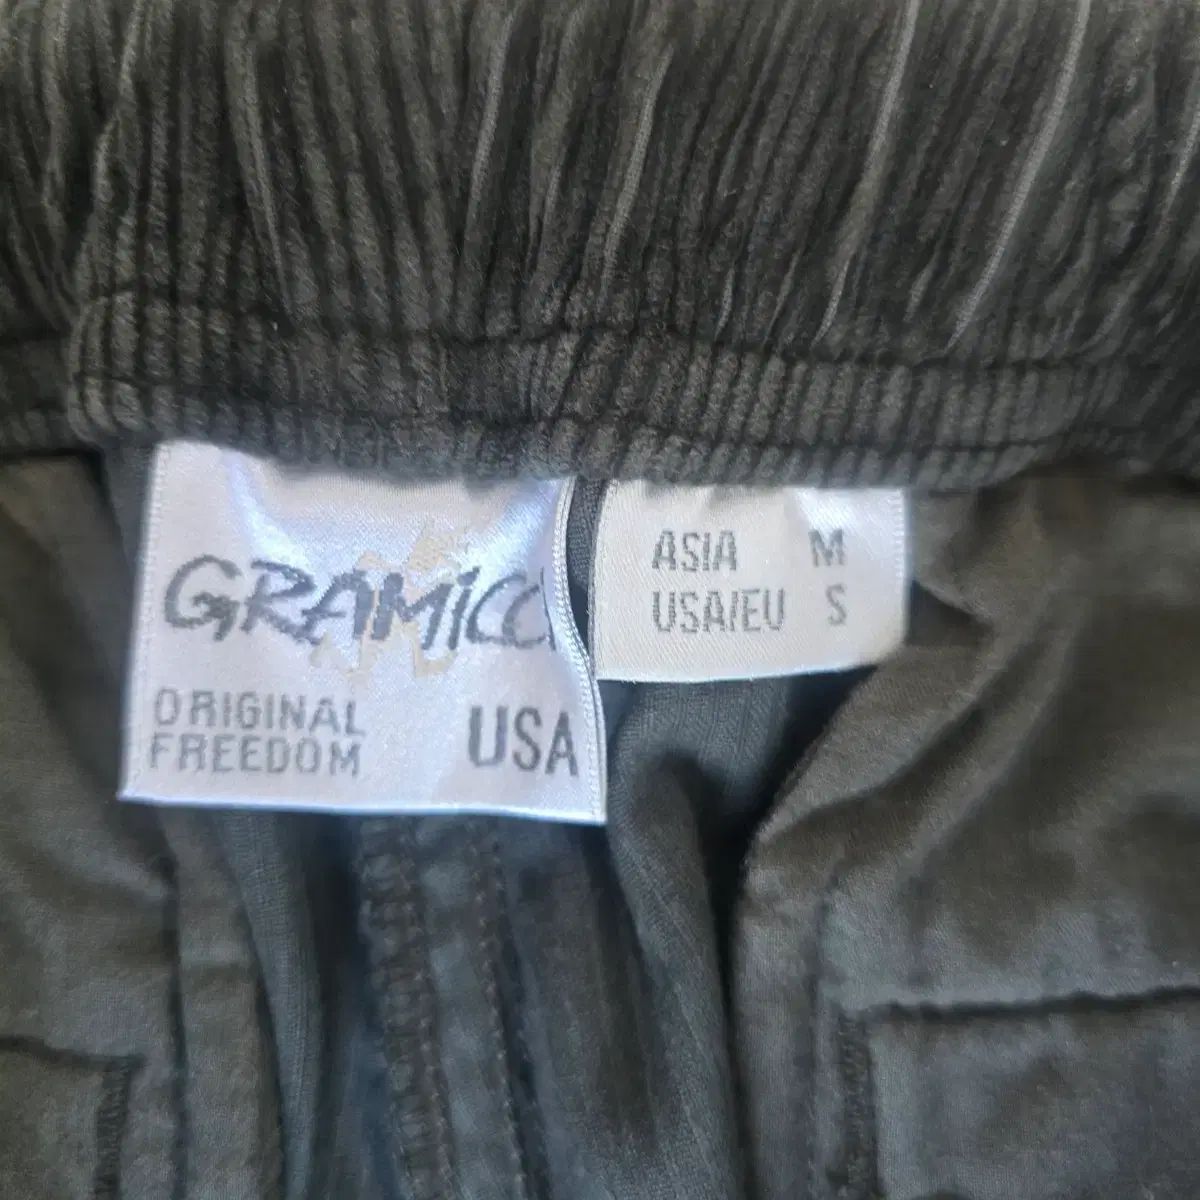 GRAMiCCi
ORIGINAL
FREEDOM
USA
ASIA M
USA/EU S